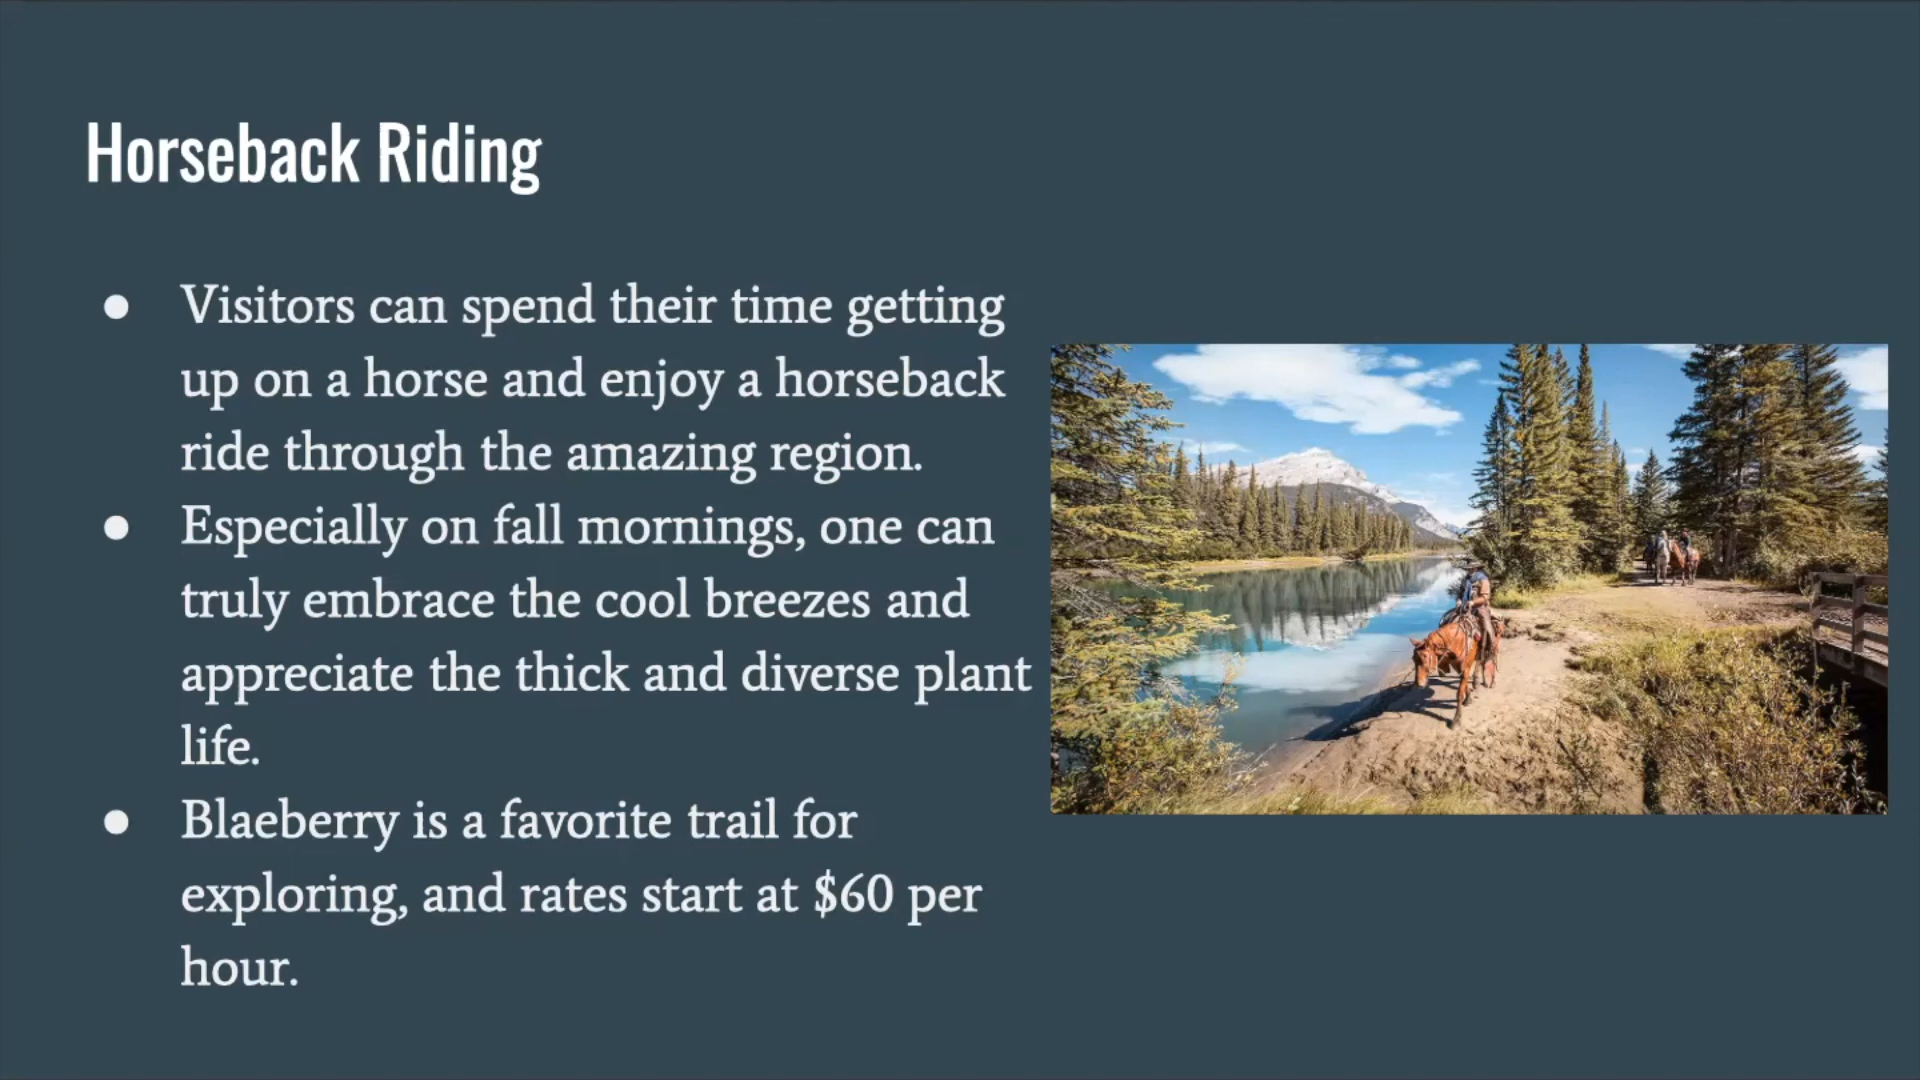 Horseback Riding
● Visitors can spend their time getting
up on a horse and enjoy a horseback
ride through the amazing region.
● Especially on fall mornings, one can
truly embrace the cool breezes and
appreciate the thick and diverse plant
life.
● Blaeberry is a favorite trail for
exploring, and rates start at $60 per
hour.